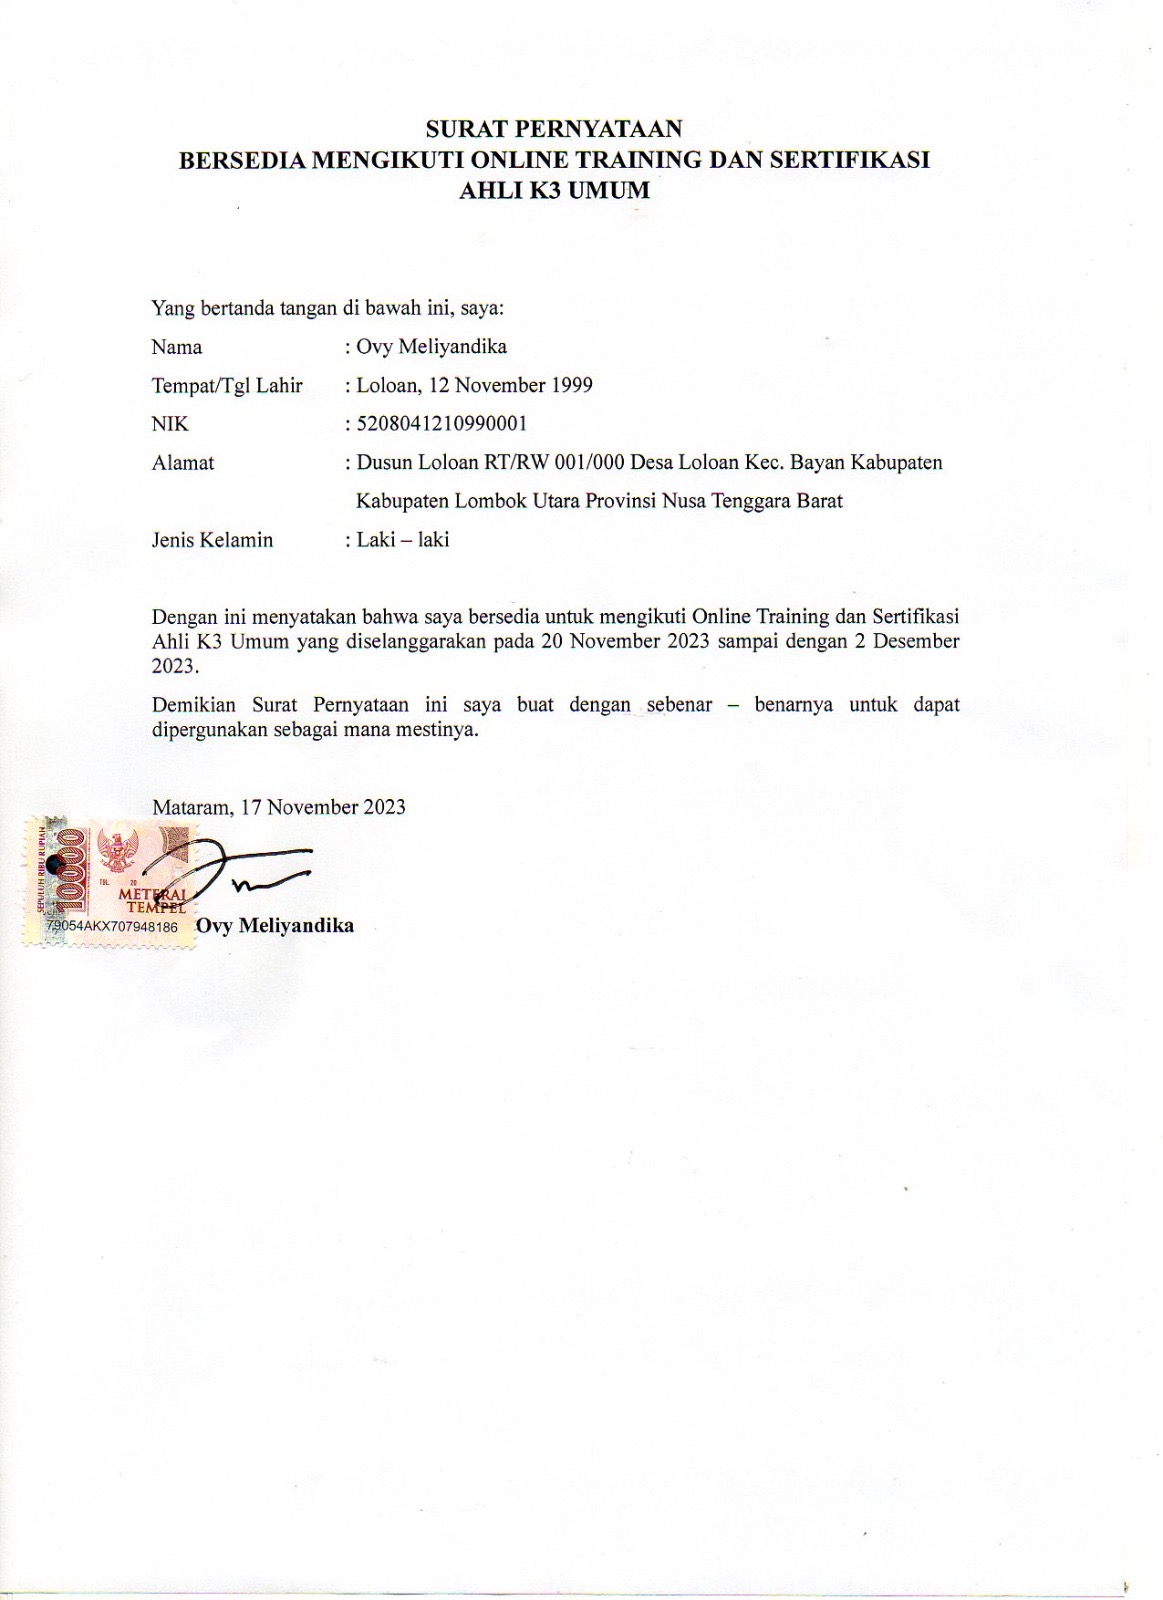 SURAT PERNYATAAN
BERSEDIA MENGIKUTI ONLINE TRAINING DAN SERTIFIKASI
AHLI K3 UMUM
Yang bertanda tangan di bawah ini, saya:
Nama : Ovy Meliyandika
Tempat/Tgl Lahir : Loloan, 12 November 1999
NIK : 5208041210990001
Alamat : Dusun Loloan RT/RW 001/000 Desa Loloan Kec. Bayan Kabupaten
Kabupaten Lombok Utara Provinsi Nusa Tenggara Barat
Jenis Kelamin : Laki – laki
Dengan ini menyatakan bahwa saya bersedia untuk mengikuti Online Training dan Sertifikasi
Ahli K3 Umum yang diselanggarakan pada 20 November 2023 sampai dengan 2 Desember
2023.
Demikian Surat Pernyataan ini saya buat dengan sebenar – benarnya untuk dapat
dipergunakan sebagai mana mestinya.
Mataram, 17 November 2023
SEPULUH RIBU RUPIAH
10000
TGL. 20
METERAI
TEMPEL
79054AKX707948186
Ovy Meliyandika